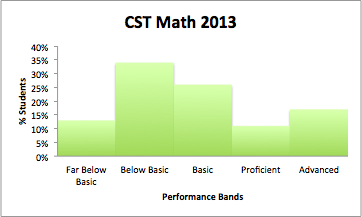 CST Math 2013
% Students
40%
35%
30%
25%
20%
15%
10%
5%
0%
Far Below
Basic
Below Basic
Basic
Proficient
Advanced
Performance Bands